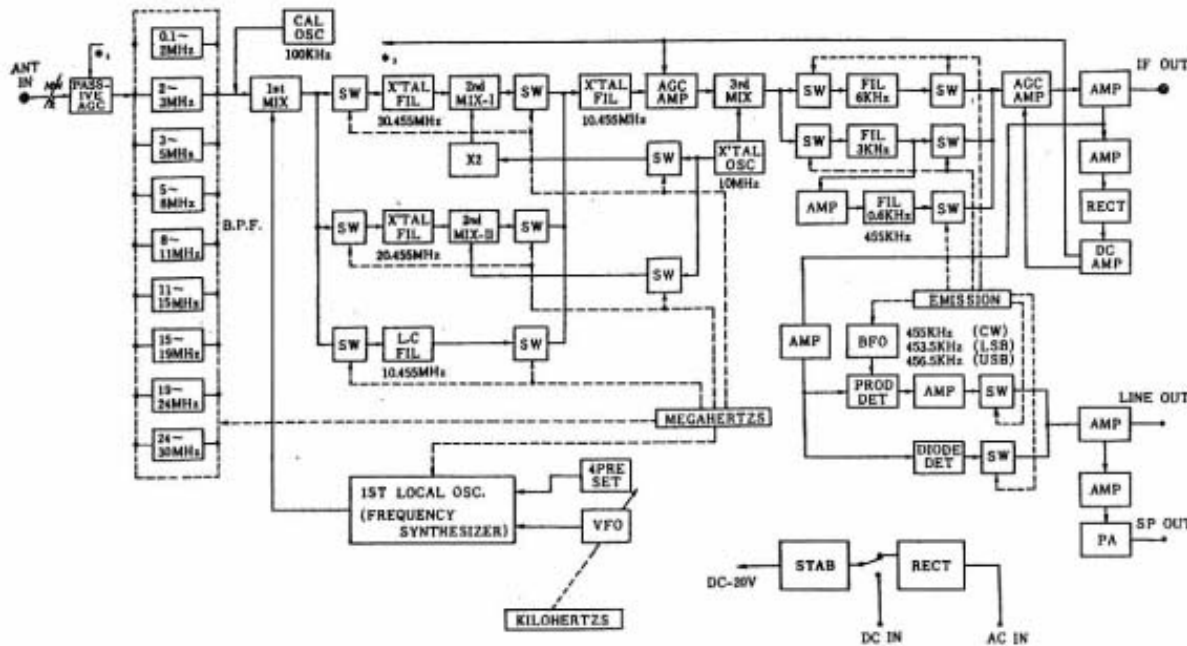 ANT IN
PASS-IVE AGC
0.1~ 2MHz
2~ 3MHz
3~ 5MHz
5~ 8MHz
8~ 11MHz
11~ 15MHz
15~ 19MHz
19~ 24MHz
24~ 30MHz
B.P.F.
CAL OSC
100KHz
1st MIX
SW
X'TAL FIL
30.455MHz
2nd MIX-I
SW
X'TAL FIL
10.455MHz
AGC AMP
3rd MIX
X2
SW
X'TAL OSC
10MHz
SW
X'TAL FIL
20.455MHz
2nd MIX-II
SW
SW
SW
L-C FIL
10.455MHz
SW
SW
FIL 6KHz
SW
SW
FIL 3KHz
SW
AMP
FIL 0.6KHz
455KHz
SW
AGC AMP
AMP
IF OUT
AMP
RECT
DC AMP
EMISSION
AMP
BFO
455KHz (CW)
453.5KHz (LSB)
456.5KHz (USB)
PROD DET
AMP
SW
DIODE DET
SW
AMP
LINE OUT
AMP
PA
SP OUT
MEGAHERTZS
1ST LOCAL OSC.
(FREQUENCY
SYNTHESIZER)
4PRE SET
VFO
KILOHERTZS
DC-20V
STAB
RECT
DC IN
AC IN